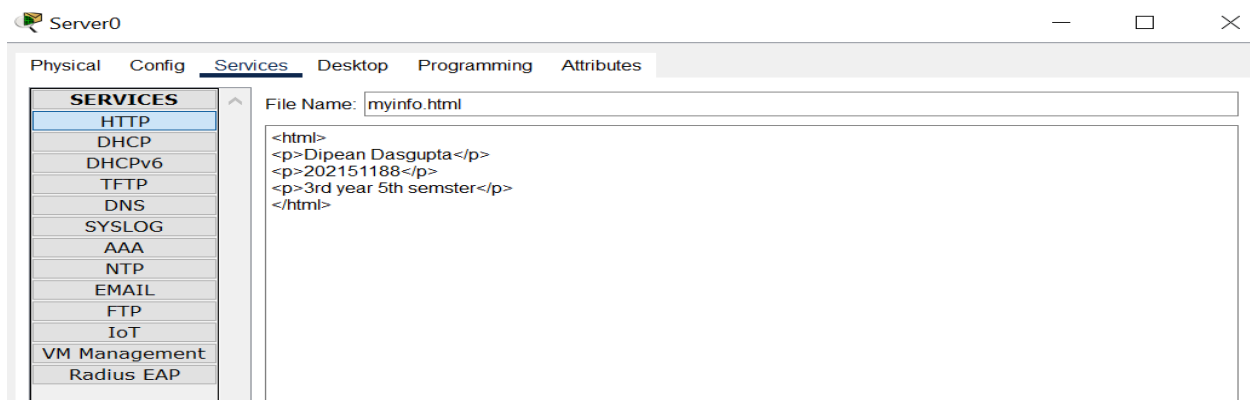 Server0
Physical Config Services Desktop Programming Attributes
SERVICES
HTTP
DHCP
DHCPv6
TFTP
DNS
SYSLOG
AAA
NTP
EMAIL
FTP
IoT
VM Management
Radius EAP
File Name: myinfo.html
<html>
<p>Dipean Dasgupta</p>
<p>202151188</p>
<p>3rd year 5th semster</p>
</html>